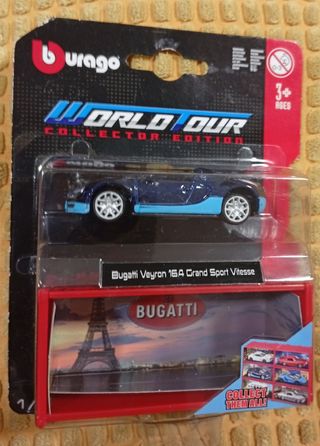 Burago
3+
AGES
WORLD TOUR
COLLECTOR EDITION
Bugatti Veyron 16.4 Grand Sport Vitesse
BUGATTI
COLLECT
THEM ALL!